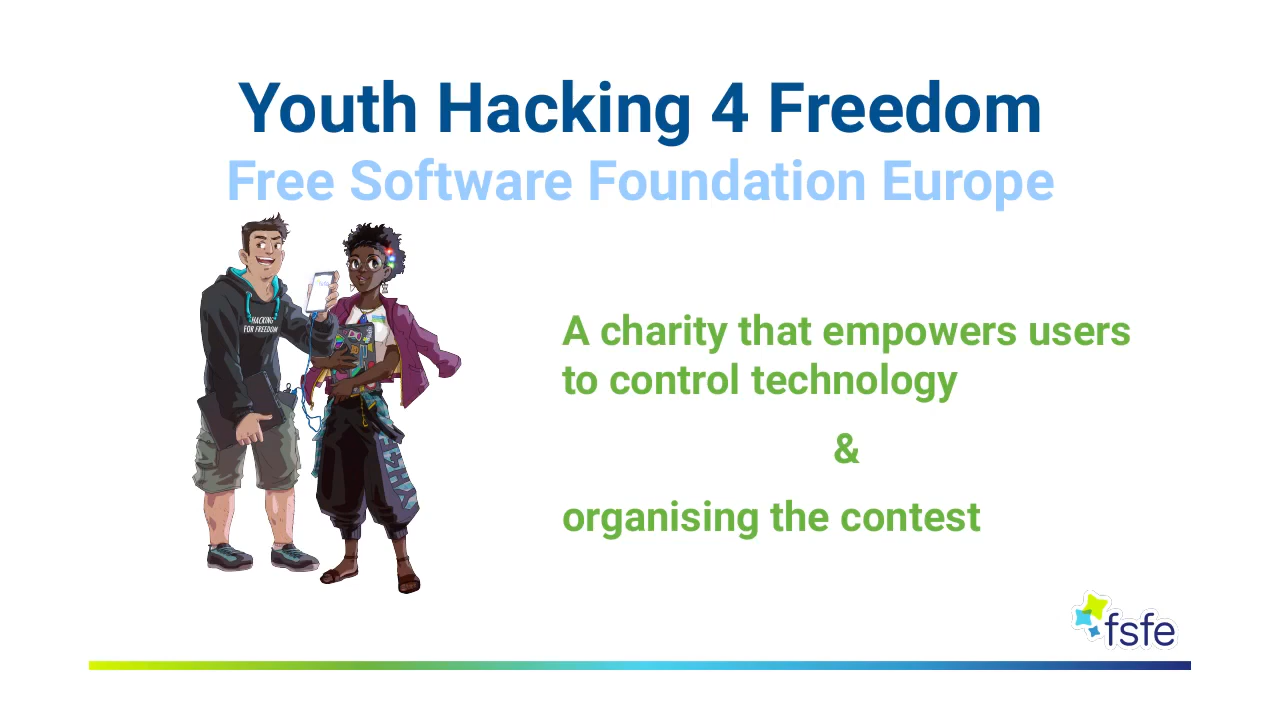 Youth Hacking 4 Freedom
Free Software Foundation Europe
HACKING
FOR FREEDOM
YH4F
A charity that empowers users
to control technology
&
organising the contest
fsfe